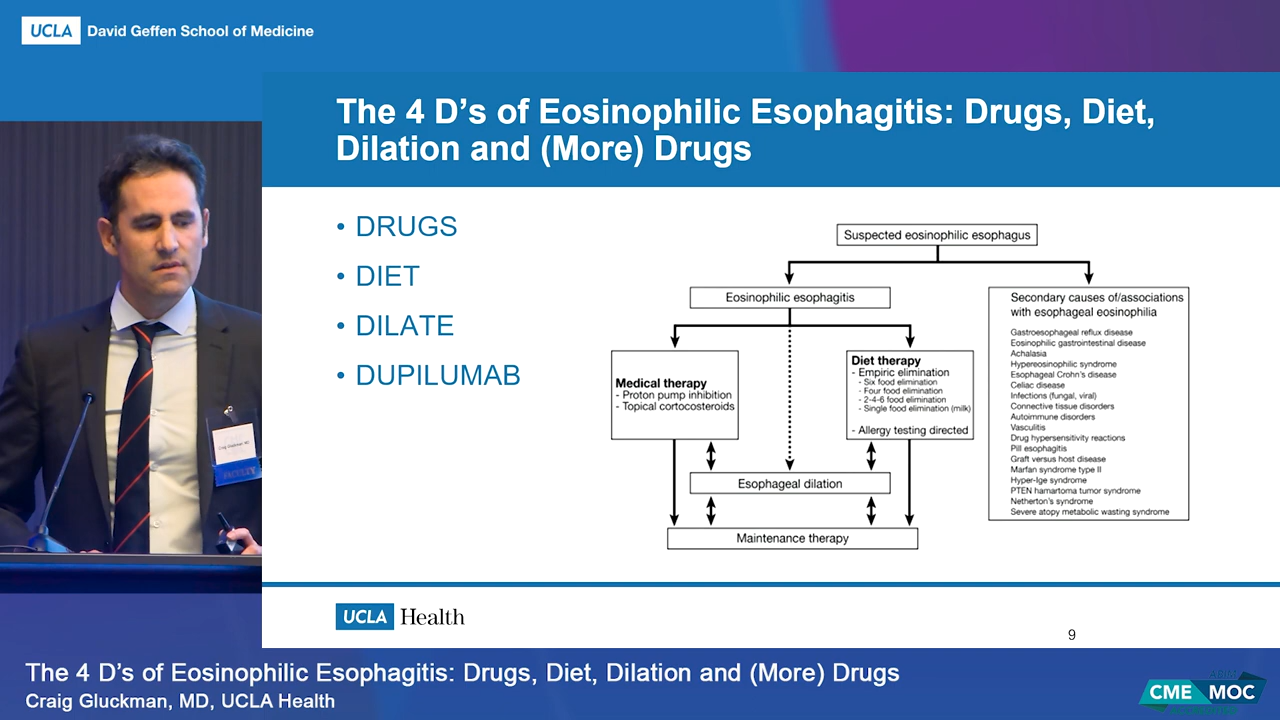 UCLA David Geffen School of Medicine
The 4 D’s of Eosinophilic Esophagitis: Drugs, Diet,
Dilation and (More) Drugs
• DRUGS
• DIET
• DILATE
• DUPILUMAB
Suspected eosinophilic esophagus
Eosinophilic esophagitis
Medical therapy
- Proton pump inhibition
- Topical cortocosteroids
Diet therapy
- Empiric elimination
- Six food elimination
- Four food elimination
- 2-4-6 food elimination
- Single food elimination (milk)
- Allergy testing directed
Esophageal dilation
Maintenance therapy
Secondary causes of/associations
with esophageal eosinophilia
Gastroesophageal reflux disease
Eosinophilic gastrointestinal disease
Achalasia
Hypereosinophilic syndrome
Esophageal Crohn’s disease
Celiac disease
Infections (fungal, viral)
Connective tissue disorders
Autoimmune disorders
Vasculitis
Drug hypersensitivity reactions
Pill esophagitis
Graft versus host disease
Marfan syndrome type II
Hyper-Ige syndrome
PTEN hamartoma tumor syndrome
Netherton’s syndrome
Severe atopy metabolic wasting syndrome
UCLA Health
9
The 4 D’s of Eosinophilic Esophagitis: Drugs, Diet, Dilation and (More) Drugs
Craig Gluckman, MD, UCLA Health
CME MOC